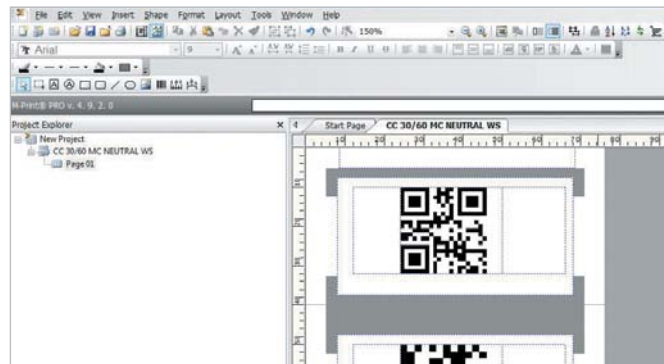 File Edit View Insert Shape Format Layout Tools Window Help
150%
Arial 9
M-Print® PRO v. 4. 9. 2. 0
Project Explorer × 4 Start Page CC 30/60 MC NEUTRAL WS
New Project
CC 30/60 MC NEUTRAL WS
Page 01
10 20 30 40 50 60 70 80 90